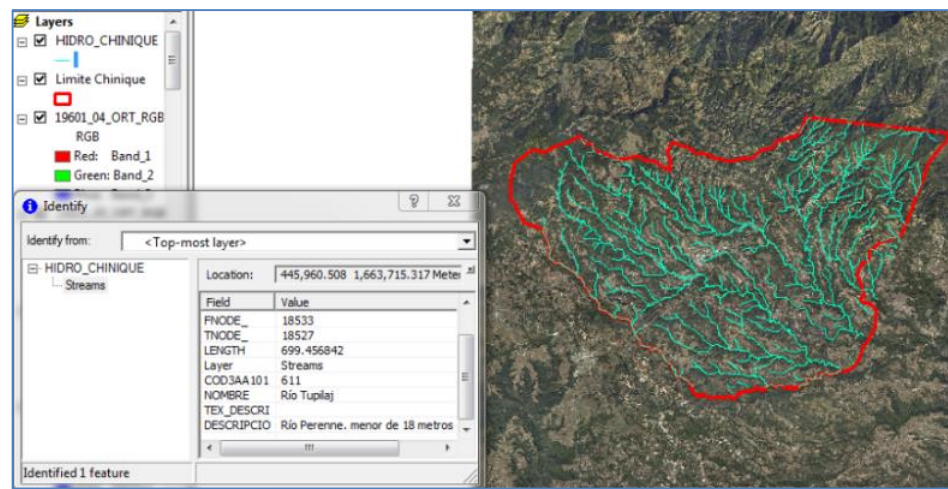 Layers
HIDRO_CHINIQUE
Limite Chinique
19601_04_ORT_RGB
RGB
Red: Band_1
Green: Band_2
Identify
Identify from: <Top-most layer>
HIDRO_CHINIQUE
Streams
Location: 445,960.508 1,663,715.317 Meter
Field Value
FNODE_ 18533
TNODE_ 18527
LENGTH 699.456842
Layer Streams
COD3AA101 611
NOMBRE Río Tupilaj
TEX_DESCRI
DESCRIPCIO Río Perenne. menor de 18 metros
Identified 1 feature